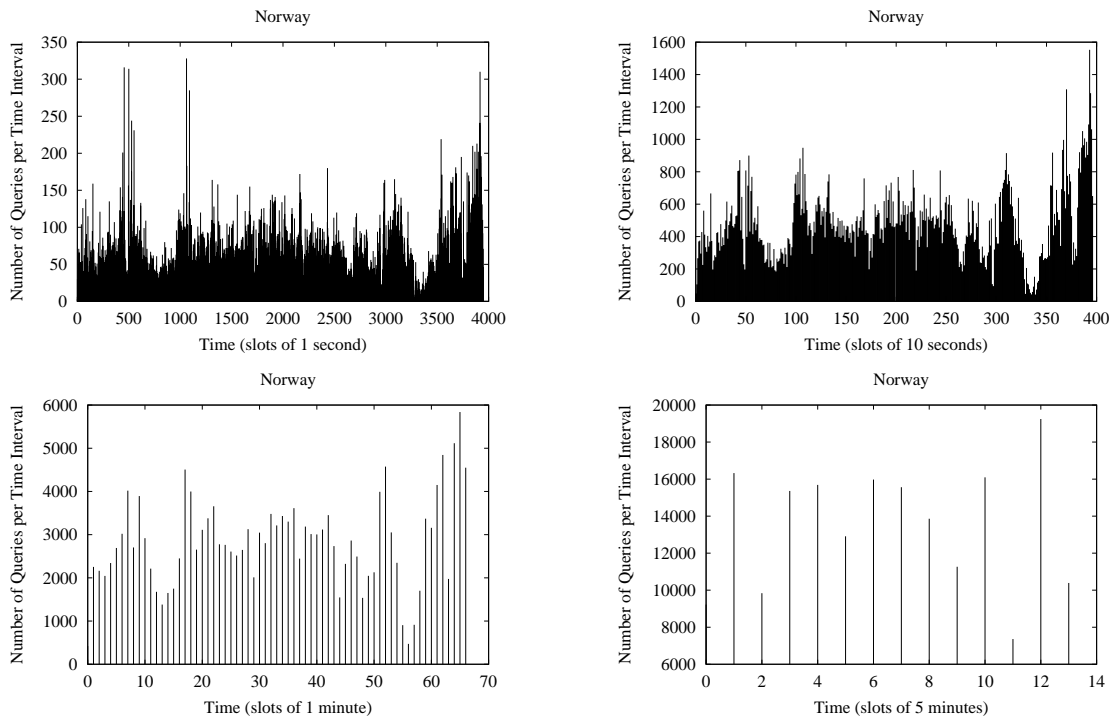 Norway
Number of Queries per Time Interval
350
300
250
200
150
100
50
0
0 500 1000 1500 2000 2500 3000 3500 4000
Time (slots of 1 second)
Norway
Number of Queries per Time Interval
1600
1400
1200
1000
800
600
400
200
0
0 50 100 150 200 250 300 350 400
Time (slots of 10 seconds)
Norway
Number of Queries per Time Interval
6000
5000
4000
3000
2000
1000
0
0 10 20 30 40 50 60 70
Time (slots of 1 minute)
Norway
Number of Queries per Time Interval
20000
18000
16000
14000
12000
10000
8000
6000
0 2 4 6 8 10 12 14
Time (slots of 5 minutes)